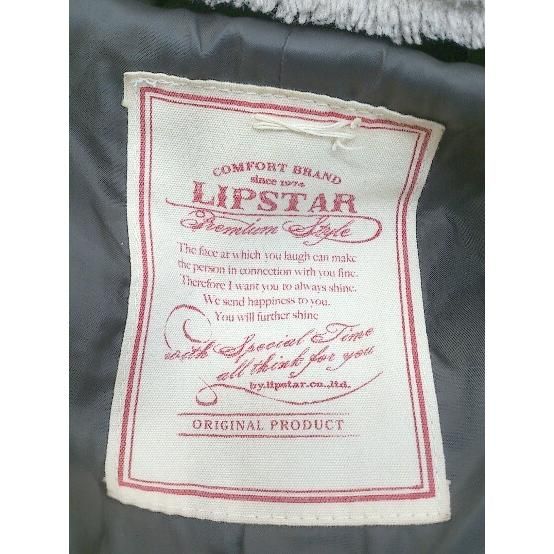 COMFORT BRAND
since 1974
LIPSTAR
Premium Style
The face at which you laugh can make
the person in connection with you fine.
Therefore I want you to always shine.
We send happiness to you.
You will further shine
with Special Time
all think for you
by.lipstar.co.,ltd.
ORIGINAL PRODUCT